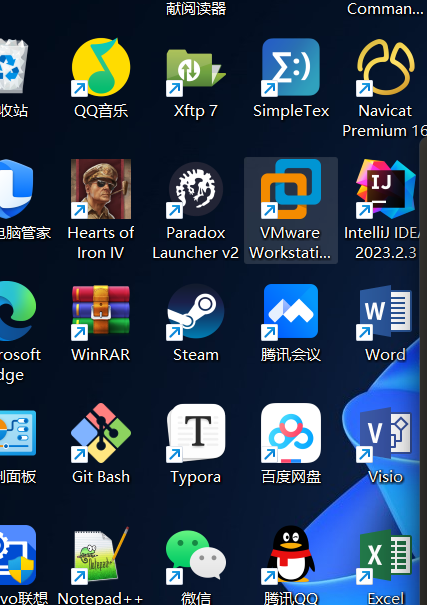 献阅读器
Comman...
收站
QQ音乐
Xftp 7
SimpleTex
Navicat
Premium 16
电脑管家
Hearts of
Iron IV
Paradox
Launcher v2
VMware
Workstati...
IntelliJ IDEA
2023.2.3
rosoft
dge
WinRAR
Steam
腾讯会议
Word
制面板
Git Bash
Typora
百度网盘
Visio
vo联想
Notepad++
微信
腾讯QQ
Excel